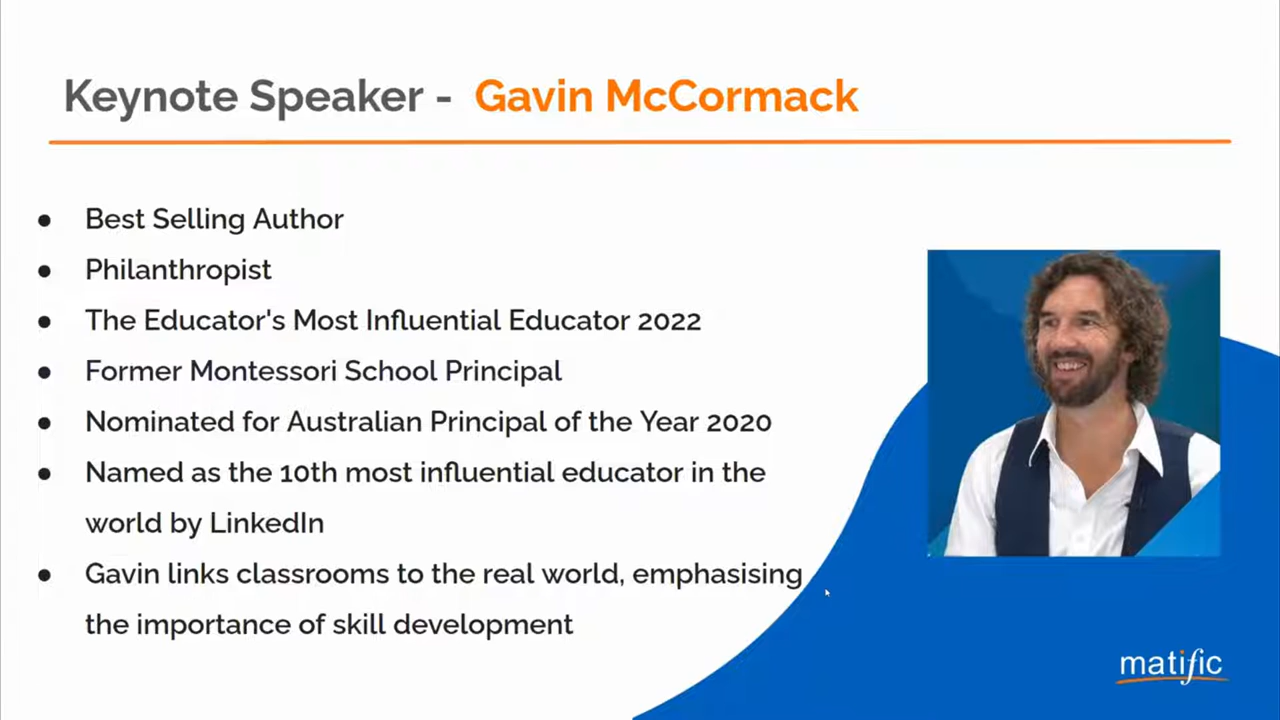 Keynote Speaker - Gavin McCormack
● Best Selling Author
● Philanthropist
● The Educator's Most Influential Educator 2022
● Former Montessori School Principal
● Nominated for Australian Principal of the Year 2020
● Named as the 10th most influential educator in the
world by LinkedIn
● Gavin links classrooms to the real world, emphasising
the importance of skill development
matific